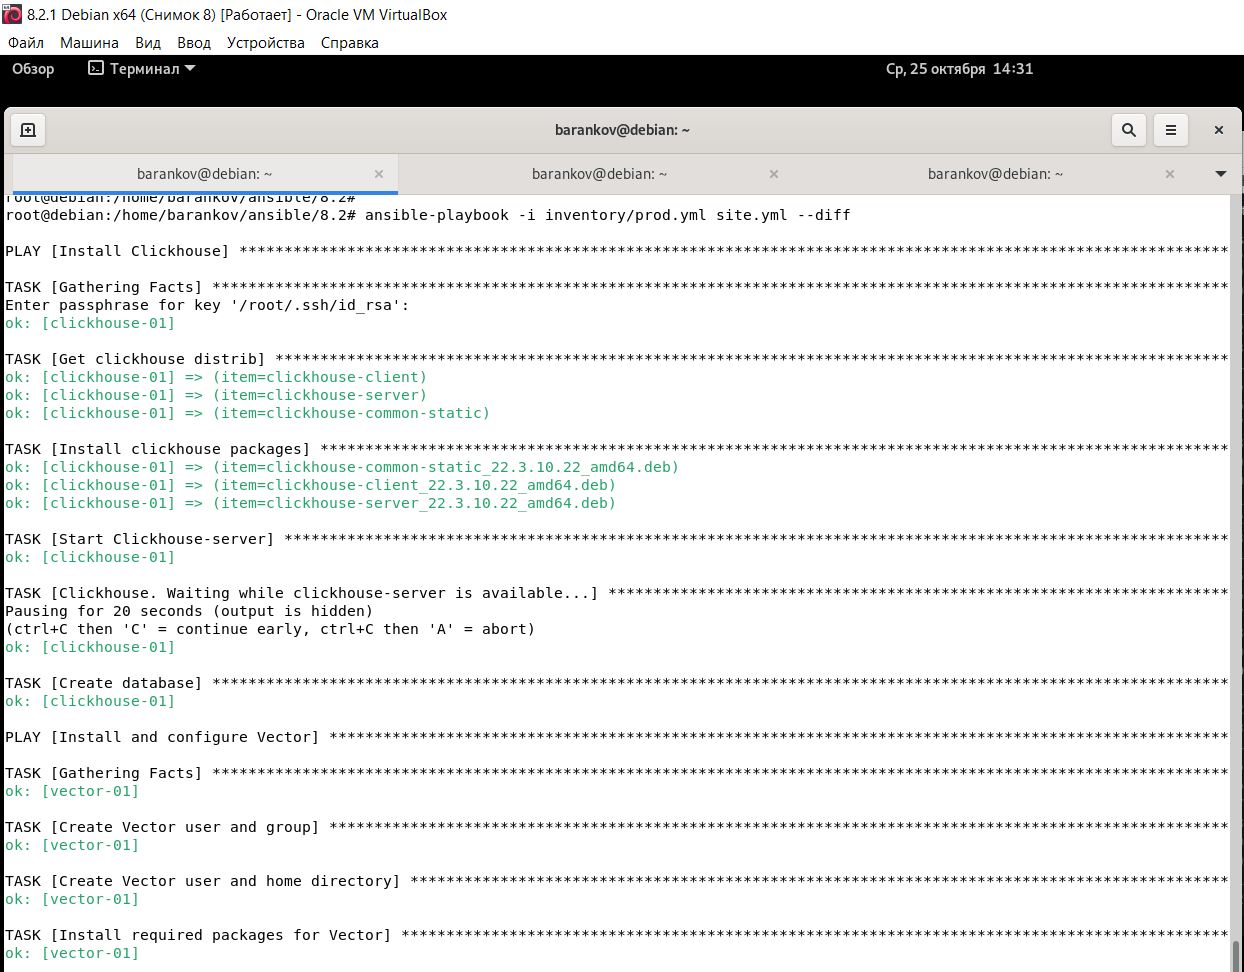 8.2.1 Debian x64 (Снимок 8) [Работает] - Oracle VM VirtualBox
Файл Машина Вид Ввод Устройства Справка
Обзор Терминал Ср, 25 октября 14:31
barankov@debian: ~
barankov@debian: ~ barankov@debian: ~ barankov@debian: ~
root@debian:/home/barankov/ansible/8.2#
root@debian:/home/barankov/ansible/8.2# ansible-playbook -i inventory/prod.yml site.yml --diff
PLAY [Install Clickhouse] **************************************************************************************************************
TASK [Gathering Facts] *****************************************************************************************************************
Enter passphrase for key '/root/.ssh/id_rsa':
ok: [clickhouse-01]
TASK [Get clickhouse distrib] **********************************************************************************************************
ok: [clickhouse-01] => (item=clickhouse-client)
ok: [clickhouse-01] => (item=clickhouse-server)
ok: [clickhouse-01] => (item=clickhouse-common-static)
TASK [Install clickhouse packages] *****************************************************************************************************
ok: [clickhouse-01] => (item=clickhouse-common-static_22.3.10.22_amd64.deb)
ok: [clickhouse-01] => (item=clickhouse-client_22.3.10.22_amd64.deb)
ok: [clickhouse-01] => (item=clickhouse-server_22.3.10.22_amd64.deb)
TASK [Start Clickhouse-server] *********************************************************************************************************
ok: [clickhouse-01]
TASK [Clickhouse. Waiting while clickhouse-server is available...] *********************************************************************
Pausing for 20 seconds (output is hidden)
(ctrl+C then 'C' = continue early, ctrl+C then 'A' = abort)
ok: [clickhouse-01]
TASK [Create database] *****************************************************************************************************************
ok: [clickhouse-01]
PLAY [Install and configure Vector] ****************************************************************************************************
TASK [Gathering Facts] *****************************************************************************************************************
ok: [vector-01]
TASK [Create Vector user and group] ****************************************************************************************************
ok: [vector-01]
TASK [Create Vector user and home directory] *******************************************************************************************
ok: [vector-01]
TASK [Install required packages for Vector] ********************************************************************************************
ok: [vector-01]